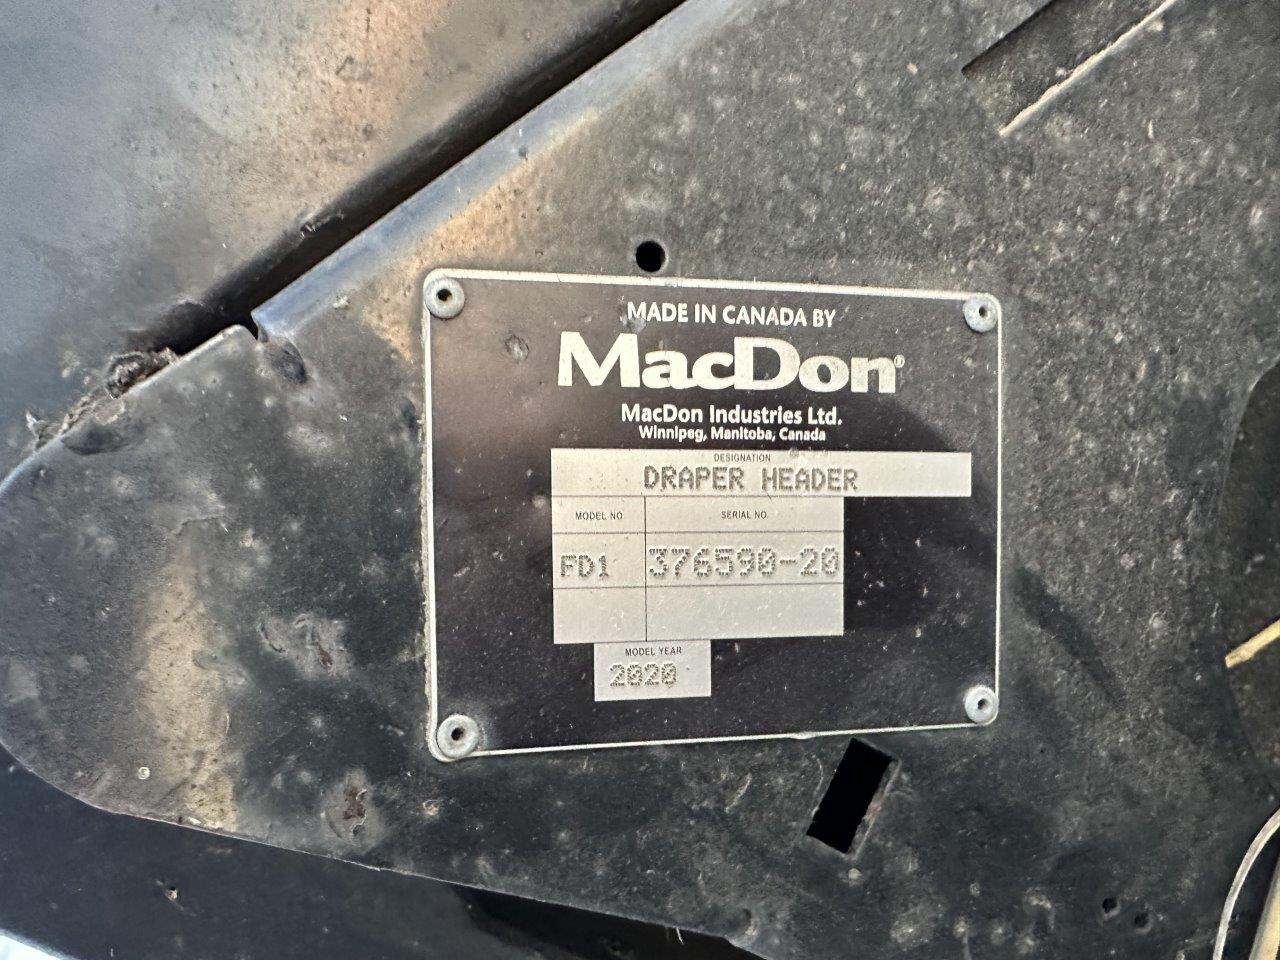 MADE IN CANADA BY
MacDon®
MacDon Industries Ltd.
Winnipeg, Manitoba, Canada
DESIGNATION
DRAPER HEADER
MODEL NO SERIAL NO.
FD1 376590-20
MODEL YEAR
2020